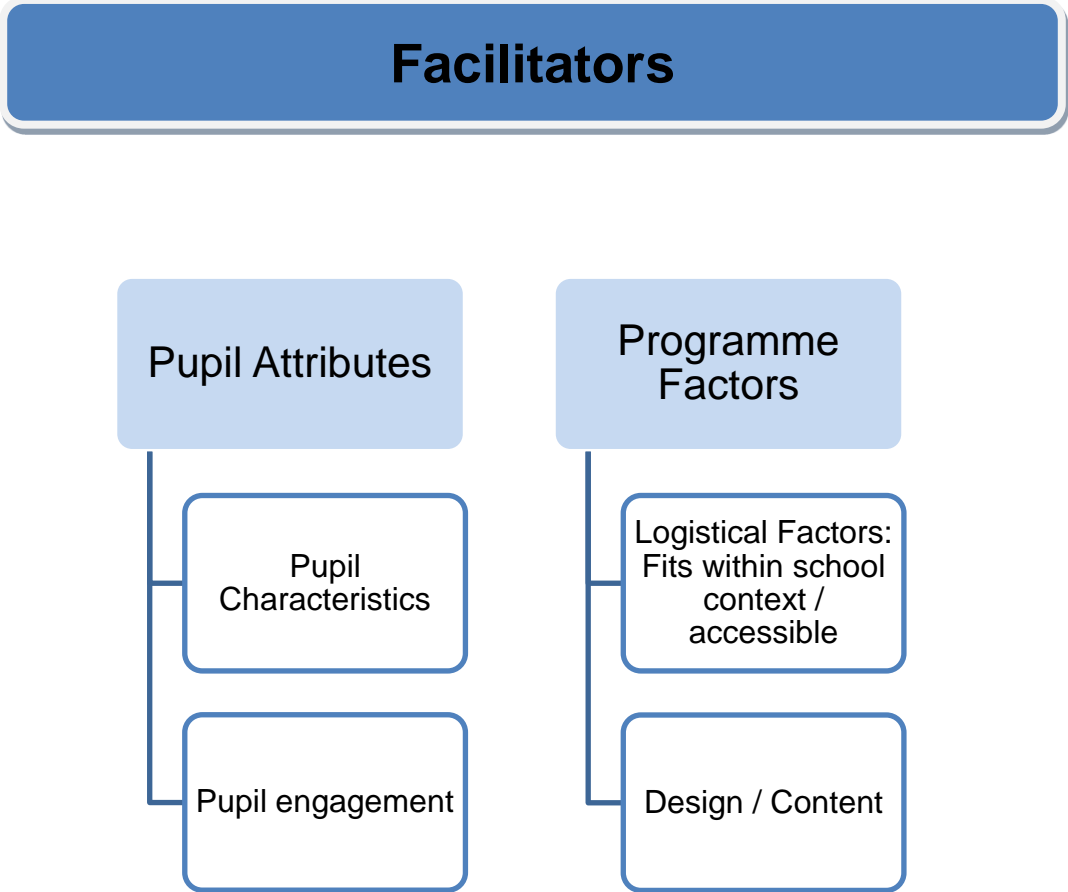 Facilitators
Pupil Attributes
Pupil
Characteristics
Pupil engagement
Programme
Factors
Logistical Factors:
Fits within school
context /
accessible
Design / Content